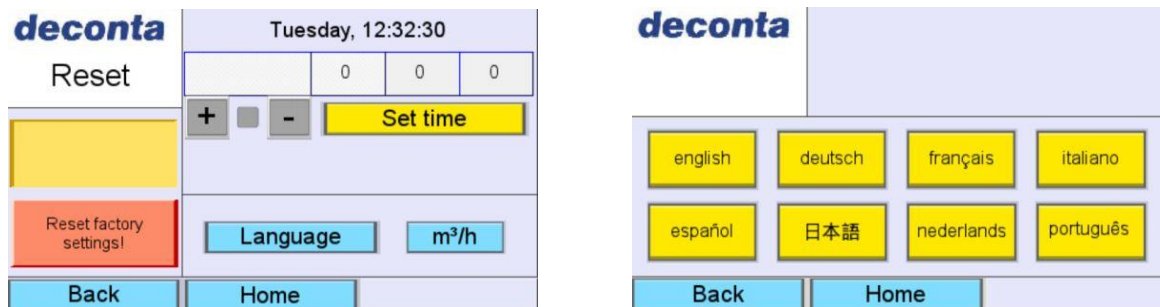 deconta
Reset
Tuesday, 12:32:30
0 0 0
+ -
Set time
Reset factory
settings!
Language
m³/h
Back
Home
deconta
english
deutsch
français
italiano
español
日本語
nederlands
português
Back
Home